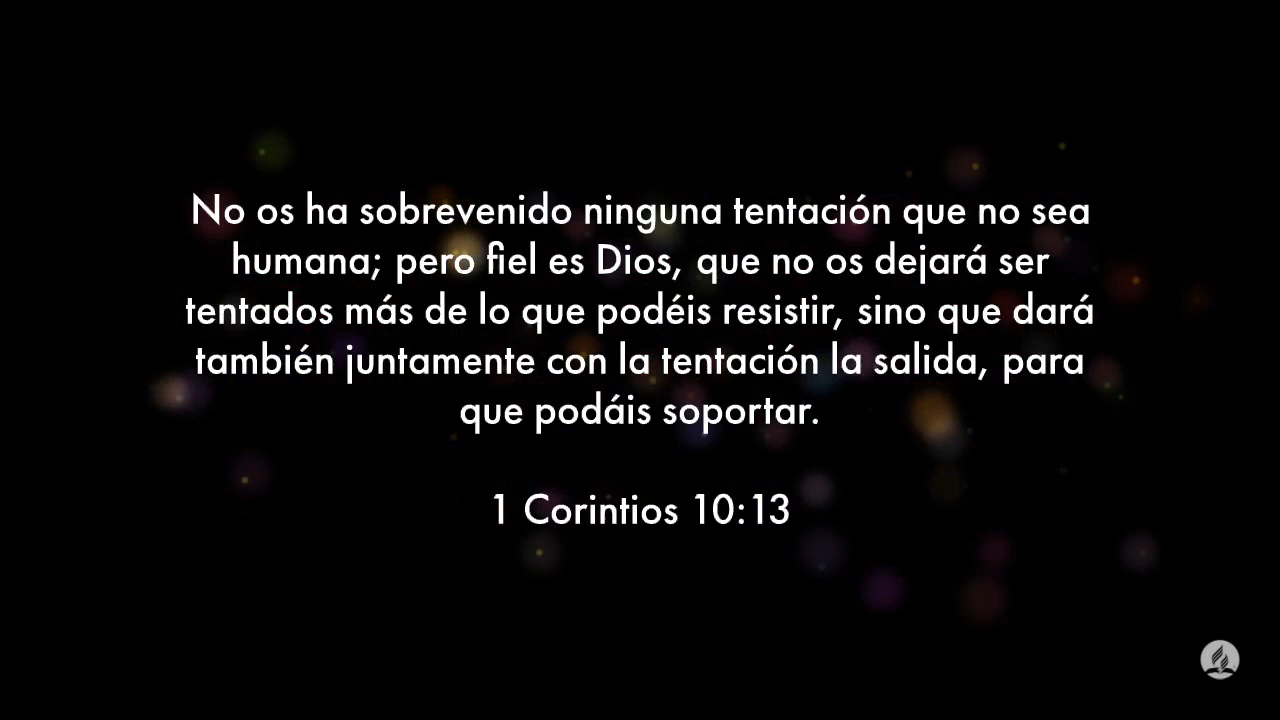 No os ha sobrevenido ninguna tentación que no sea
humana; pero fiel es Dios, que no os dejará ser
tentados más de lo que podéis resistir, sino que dará
también juntamente con la tentación la salida, para
que podáis soportar.
1 Corintios 10:13